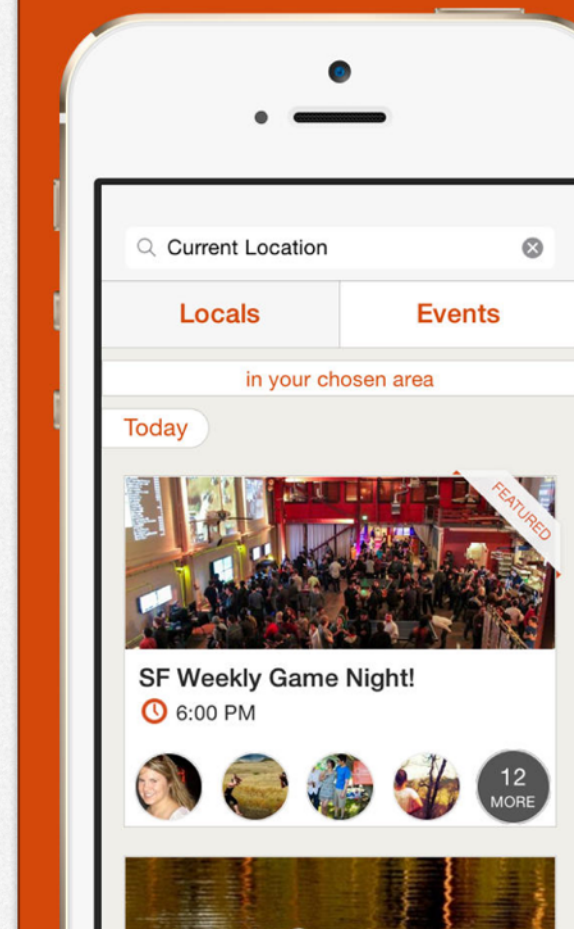 Current Location
Locals
Events
in your chosen area
Today
FEATURED
SF Weekly Game Night!
6:00 PM
12
MORE